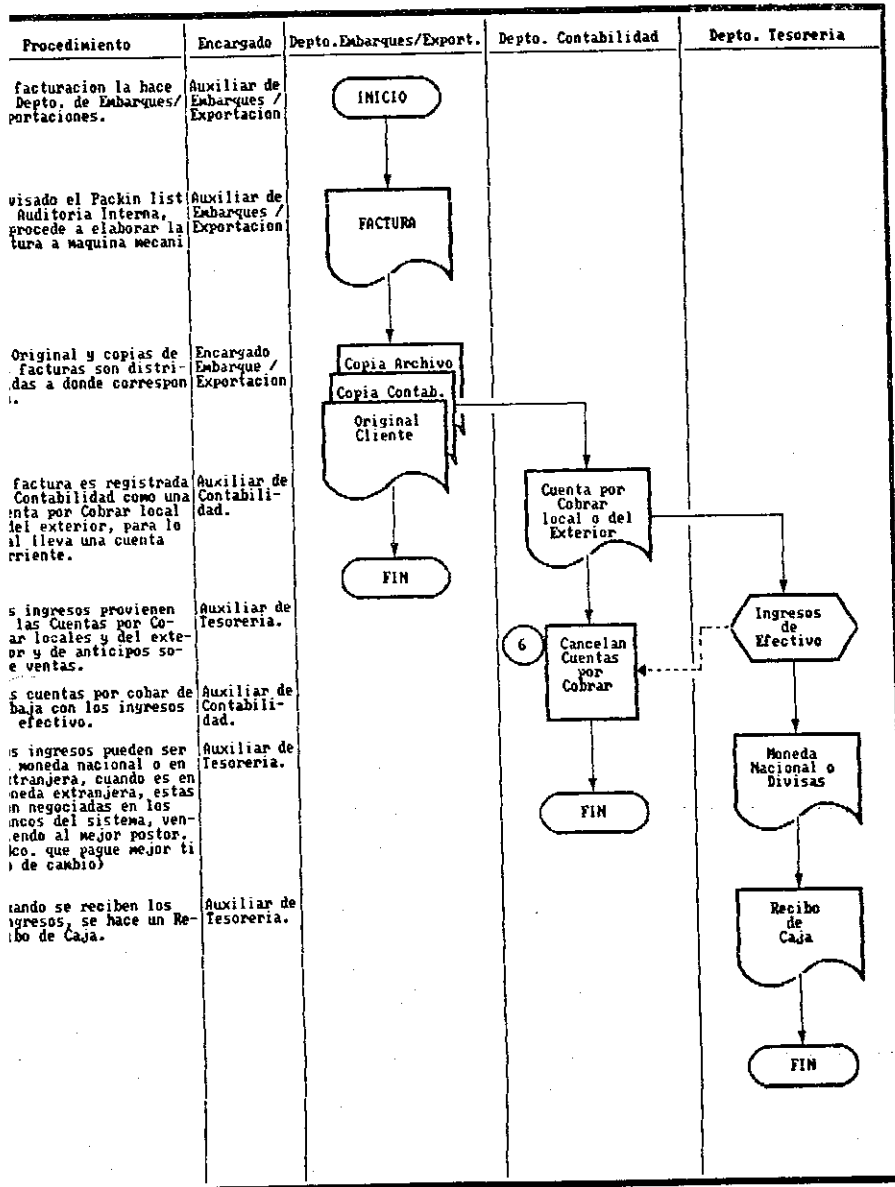 Procedimiento
Encargado
Depto.Embarques/Export.
Depto. Contabilidad
Depto. Tesoreria
facturacion la hace
Depto. de Embarques/
portaciones.
Auxiliar de
Embarques /
Exportacion
INICIO
visado el Packin list
Auditoria Interna,
procede a elaborar la
tura a maquina mecani
Auxiliar de
Embarques /
Exportacion
FACTURA
Original y copias de
facturas son distri-
das a donde correspon
Encargado
Embarque /
Exportacion
Copia Archivo
Copia Contab.
Original
Cliente
factura es registrada
Contabilidad como una
enta por Cobrar local
del exterior, para lo
al lleva una cuenta
rriente.
Auxiliar de
Contabili-
dad.
Cuenta por
Cobrar
local o del
Exterior
FIN
s ingresos provienen
las Cuentas por Co-
ar locales y del exte-
or y de anticipos so-
e ventas.
Auxiliar de
Tesoreria.
6
Cancelan
Cuentas
por
Cobrar
Ingresos
de
Efectivo
s cuentas por cobar de
baja con los ingresos
efectivo.
Auxiliar de
Contabili-
dad.
s ingresos pueden ser
moneda nacional o en
tranjera, cuando es en
oneda extranjera, estas
n negociadas en los
ncos del sistema, ven-
endo al mejor postor.
co. que pague mejor ti
o de cambio)
Auxiliar de
Tesoreria.
Moneda
Nacional o
Divisas
FIN
ando se reciben los
ngresos, se hace un Re-
ibo de Caja.
Auxiliar de
Tesoreria.
Recibo
de
Caja
FIN